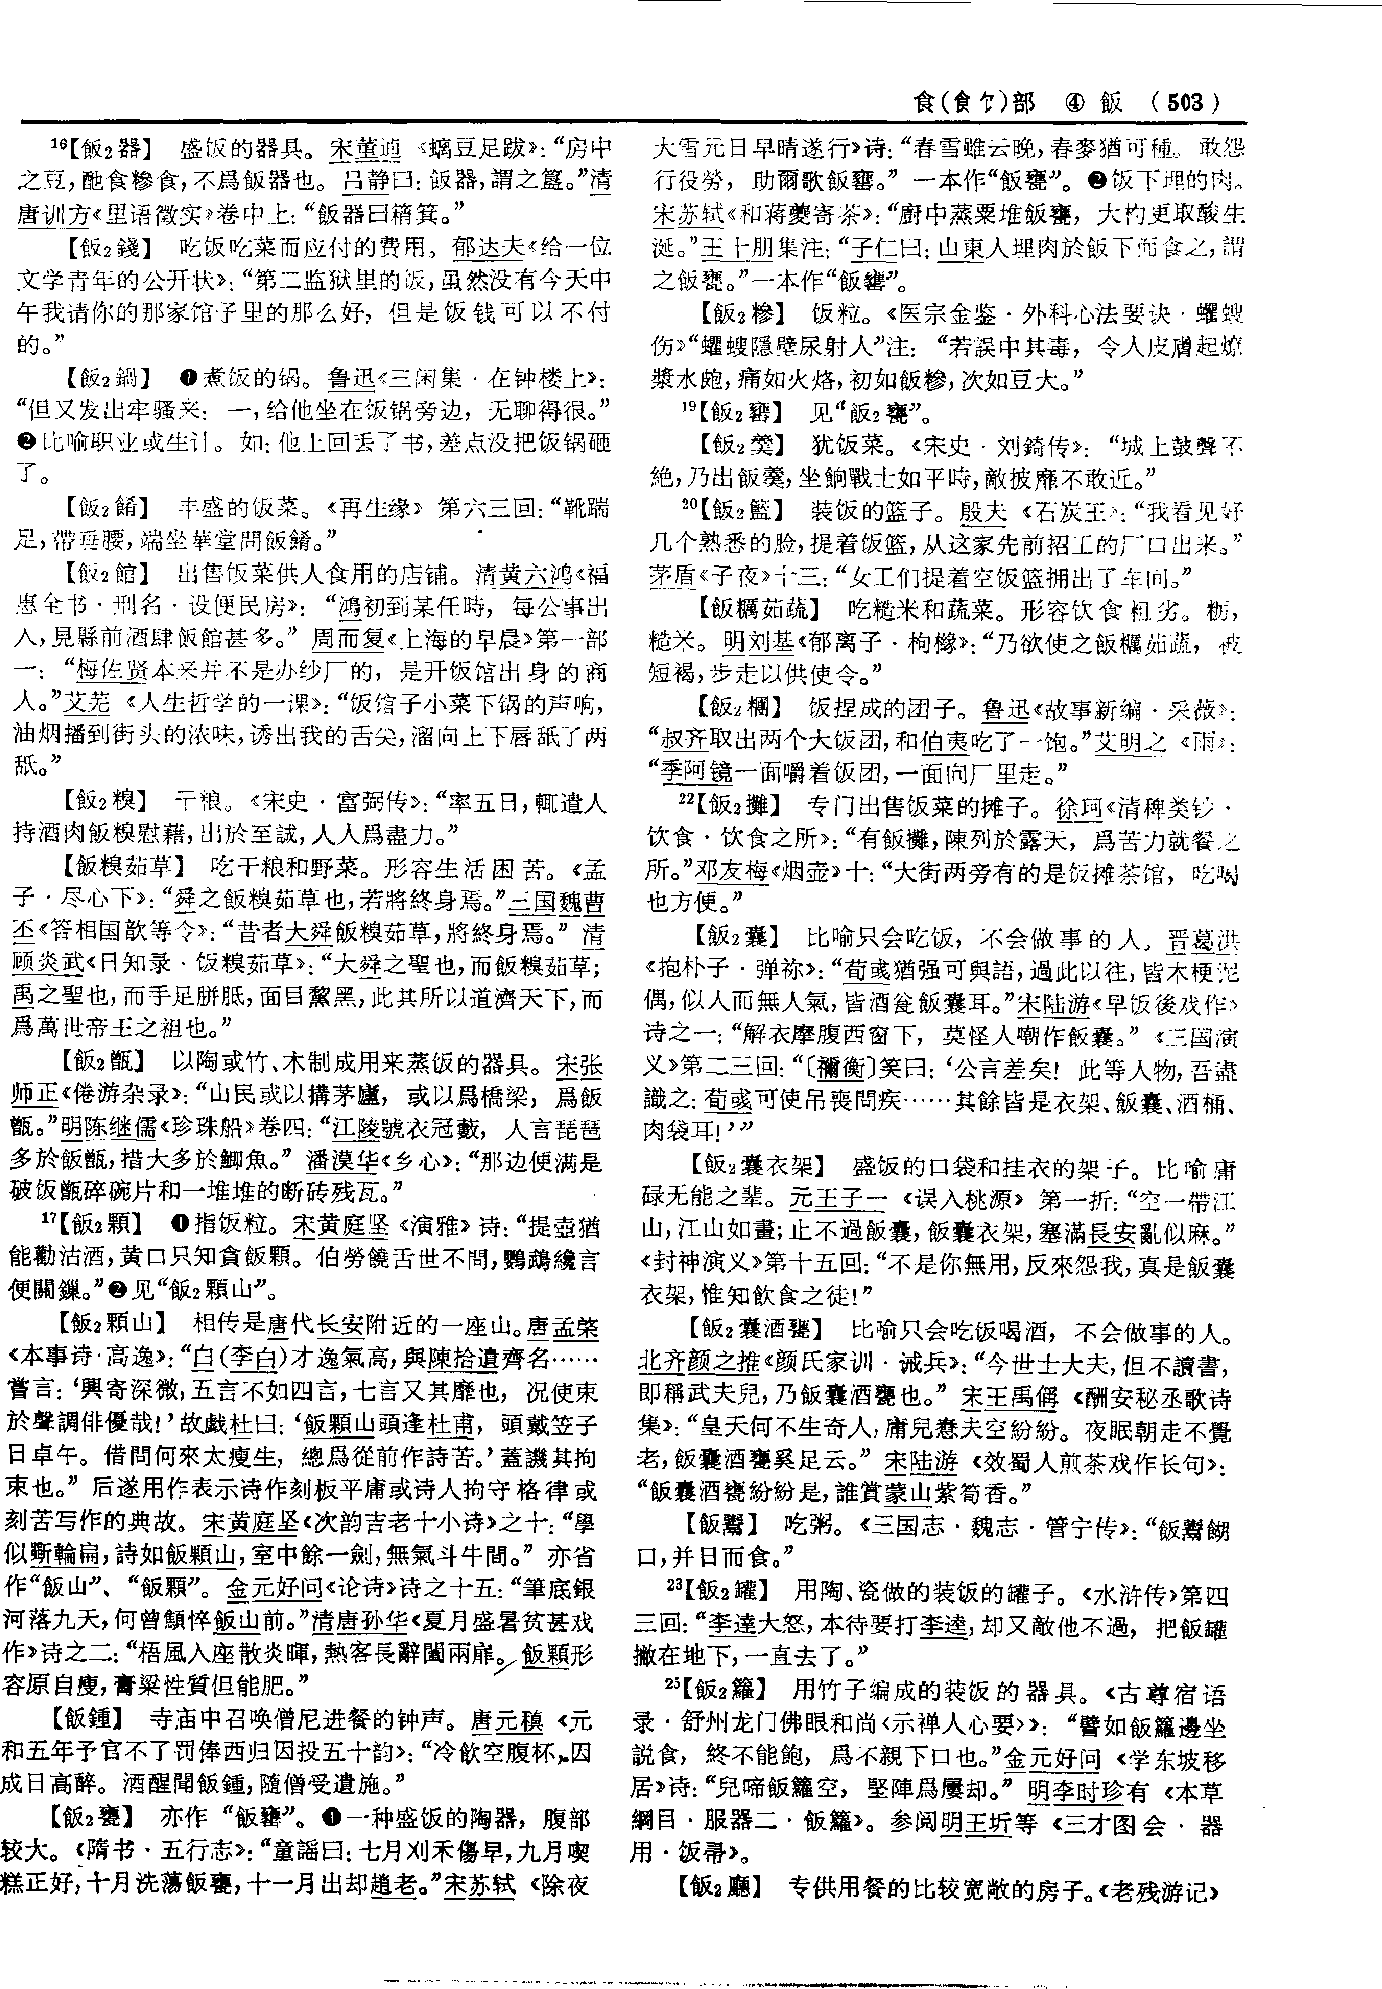 食(食饣)部 ④ 飯 (503)
16【飯2器】 盛饭的器具。宋董逌《螭豆足跋》：“房中
之豆，酏食糝食，不爲飯器也。吕静曰：飯器，謂之簋。”清
唐训方《里语徵实》卷中上：“飯器曰筲箕。”
【飯2錢】 吃饭吃菜而应付的费用。郁达夫《给一位
文学青年的公开状》：“第二监狱里的饭，虽然没有今天中
午我请你的那家馆子里的那么好，但是饭钱可以不付
的。”
【飯2鍋】 ❶煮饭的锅。鲁迅《三闲集·在钟楼上》：
“但又发出牢骚来：一，给他坐在饭锅旁边，无聊得很。”
❷比喻职业或生计。如：他上回丢了书，差点没把饭锅砸
了。
【飯2餚】 丰盛的饭菜。《再生缘》第六三回：“靴踹
足，帶垂腰，端坐華堂問飯餚。”
【飯2館】 出售饭菜供人食用的店铺。清黄六鸿《福
惠全书·刑名·设便民房》：“鴻初到某任時，每公事出
入，見縣前酒肆飯館甚多。”周而复《上海的早晨》第一部
一：“梅佐贤本来并不是办纱厂的，是开饭馆出身的商
人。”艾芜《人生哲学的一课》：“饭馆子小菜下锅的声响，
油烟播到街头的浓味，诱出我的舌尖，溜向上下唇舐了两
舐。”
【飯2糗】 干粮。《宋史·富弼传》：“率五日，輒遣人
持酒肉飯糗慰藉，出於至誠，人人爲盡力。”
【飯糗茹草】 吃干粮和野菜。形容生活困苦。《孟
子·尽心下》：“舜之飯糗茹草也，若將終身焉。”三国魏曹
丕《答相国歆等令》：“昔者大舜飯糗茹草，將終身焉。”清
顾炎武《日知录·饭糗茹草》：“大舜之聖也，而飯糗茹草；
禹之聖也，而手足胼胝，面目黧黑，此其所以道濟天下，而
爲萬世帝王之祖也。”
【飯2甑】 以陶或竹、木制成用来蒸饭的器具。宋张
师正《倦游杂录》：“山民或以構茅廬，或以爲橋梁，爲飯
甑。”明陈继儒《珍珠船》卷四：“江陵號衣冠藪，人言琵琶
多於飯甑，措大多於鯽魚。”潘漠华《乡心》：“那边便满是
破饭甑碎碗片和一堆堆的断砖残瓦。”
17【飯2顆】 ❶指饭粒。宋黄庭坚《演雅》诗：“提壺猶
能勸沽酒，黄口只知貪飯顆。伯勞饒舌世不問，鸚鵡纔言
便關鏁。”❷见“飯2顆山”。
【飯2顆山】 相传是唐代长安附近的一座山。唐孟棨
《本事诗·高逸》：“白(李白)才逸氣高，與陳拾遺齊名……
嘗言：‘興寄深微，五言不如四言，七言又其靡也，况使束
於聲調俳優哉！’故戲杜曰：‘飯顆山頭逢杜甫，頭戴笠子
日卓午。借問何來太瘦生，總爲從前作詩苦。’蓋譏其拘
束也。”后遂用作表示诗作刻板平庸或诗人拘守格律或
刻苦写作的典故。宋黄庭坚《次韵吉老十小诗》之十：“學
似斲輪扁，詩如飯顆山，室中餘一劍，無氣斗牛間。”亦省
作“飯山”、“飯顆”。金元好问《论诗》诗之十五：“筆底銀
河落九天，何曾顦悴飯山前。”清唐孙华《夏月盛暑贫甚戏
作》诗之二：“梧風入座散炎暉，熱客長辭闔兩扉。飯顆形
容原自瘦，膏粱性質但能肥。”
【飯鍾】 寺庙中召唤僧尼进餐的钟声。唐元稹《元
和五年予官不了罚俸西归因投五十韵》：“冷飲空腹杯，因
成日高醉。酒醒聞飯鍾，隨僧受遺施。”
【飯2甕】 亦作“飯罋”。❶一种盛饭的陶器，腹部
较大。《隋书·五行志》：“童謡曰：七月刈禾傷早，九月喫
糕正好，十月洗蕩飯甕，十一月出却趙老。”宋苏轼《除夜
大雪元日早晴遂行》诗：“春雪雖云晚，春麥猶可種。敢怨
行役勞，助爾歌飯罋。”一本作“飯甕”。❷饭下埋的肉。
宋苏轼《和蒋夔寄茶》：“廚中蒸粟堆飯甕，大杓更取酸生
涎。”王十朋集注：“子仁曰：山東人埋肉於飯下而食之，謂
之飯甕。”一本作“飯罋”。
【飯2糝】 饭粒。《医宗金鉴·外科心法要诀·蠼螋
伤》“蠼螋隱壁尿射人”注：“若誤中其毒，令人皮膚起燎
漿水皰，痛如火烙，初如飯糝，次如豆大。”
19【飯2罋】 见“飯2甕”。
【飯2羹】 犹饭菜。《宋史·刘錡传》：“城上鼓聲不
絶，乃出飯羹，坐餉戰士如平時，敵披靡不敢近。”
20【飯2籃】 装饭的篮子。殷夫《石炭王》：“我看见好
几个熟悉的脸，提着饭篮，从这家先前招工的厂口出来。”
茅盾《子夜》十三：“女工们提着空饭篮拥出了车间。”
【飯糲茹蔬】 吃糙米和蔬菜。形容饮食粗劣。粝，
糙米。明刘基《郁离子·枸橼》：“乃欲使之飯糲茹蔬，被
短褐，步走以供使令。”
【飯2糰】 饭捏成的团子。鲁迅《故事新编·采薇》：
“叔齐取出两个大饭团，和伯夷吃了一饱。”艾明之《雨》：
“季阿镜一面嚼着饭团，一面向厂里走。”
22【飯2攤】 专门出售饭菜的摊子。徐珂《清稗类钞·
饮食·饮食之所》：“有飯攤，陳列於露天，爲苦力就餐之
所。”邓友梅《烟壶》十：“大街两旁有的是饭摊茶馆，吃喝
也方便。”
【飯2囊】 比喻只会吃饭，不会做事的人。晋葛洪
《抱朴子·弹祢》：“荀彧猶强可與語，過此以往，皆木梗泥
偶，似人而無人氣，皆酒瓮飯囊耳。”宋陆游《早饭後戏作》
诗之一：“解衣摩腹西窗下，莫怪人嘲作飯囊。”《三国演
义》第二三回：“〔禰衡〕笑曰：‘公言差矣！此等人物，吾盡
識之：荀彧可使吊喪問疾……其餘皆是衣架、飯囊、酒桶、
肉袋耳！’”
【飯2囊衣架】 盛饭的口袋和挂衣的架子。比喻庸
碌无能之辈。元王子一《误入桃源》第一折：“空一帶江
山，江山如畫；止不過飯囊，飯囊衣架，塞滿長安亂似麻。”
《封神演义》第十五回：“不是你無用，反來怨我，真是飯囊
衣架，惟知飲食之徒！”
【飯2囊酒甕】 比喻只会吃饭喝酒，不会做事的人。
北齐颜之推《颜氏家训·诫兵》：“今世士大夫，但不讀書，
即稱武夫兒，乃飯囊酒甕也。”宋王禹偁《酬安秘丞歌诗
集》：“皇天何不生奇人，庸兒惷夫空紛紛。夜眠朝走不覺
老，飯囊酒甕奚足云。”宋陆游《效蜀人煎茶戏作长句》：
“飯囊酒甕紛紛是，誰賞蒙山紫筍香。”
【飯鬻】 吃粥。《三国志·魏志·管宁传》：“飯鬻餬
口，并日而食。”
23【飯2罐】 用陶、瓷做的装饭的罐子。《水浒传》第四
三回：“李達大怒，本待要打李逵，却又敵他不過，把飯罐
撇在地下，一直去了。”
25【飯2籮】 用竹子编成的装饭的器具。《古尊宿语
录·舒州龙门佛眼和尚〈示禅人心要〉》：“譬如飯籮邊坐
説食，終不能飽，爲不親下口也。”金元好问《学东坡移
居》诗：“兒啼飯籮空，堅陣爲屢却。”明李时珍有《本草
綱目·服器二·飯籮》。参阅明王圻等《三才图会·器
用·饭帚》。
【飯2廳】 专供用餐的比较宽敞的房子。《老残游记》